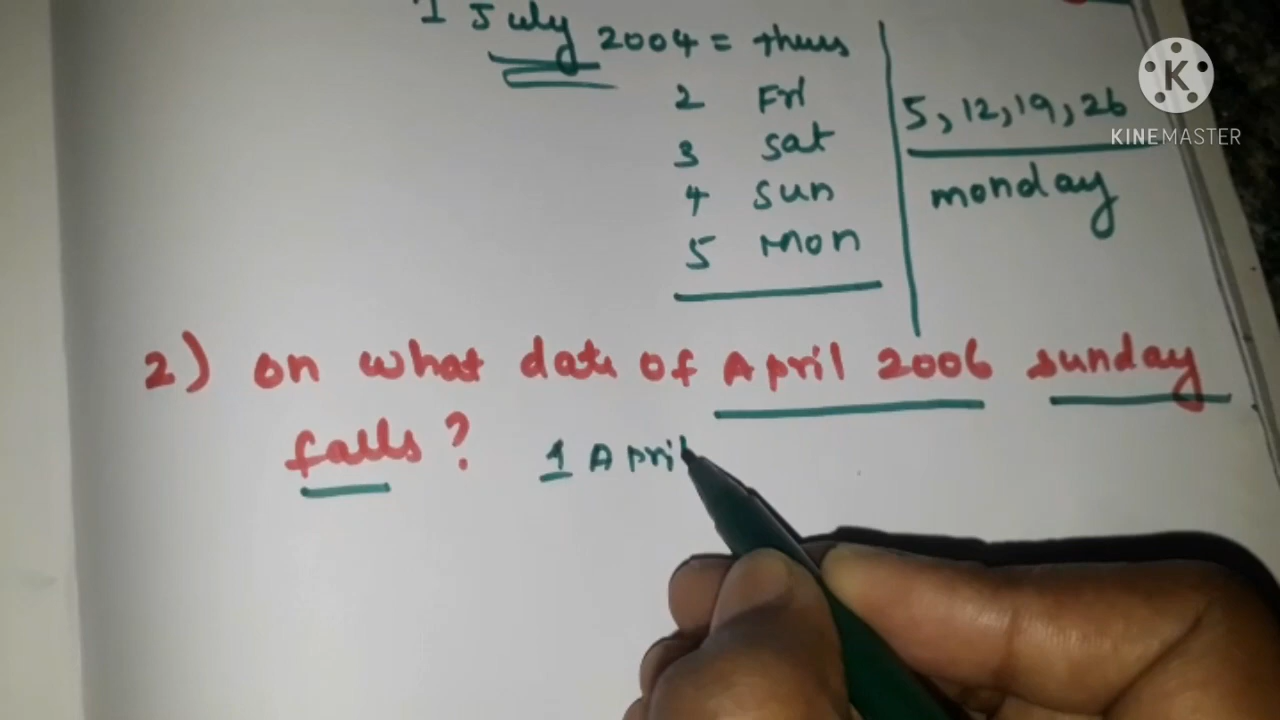 1 July 2004 = thurs
2 Fri
3 sat
4 sun
5 Mon
5, 12, 19, 26
monday
K
KINEMASTER
2) on what date of April 2006 sunday
falls? 1 April